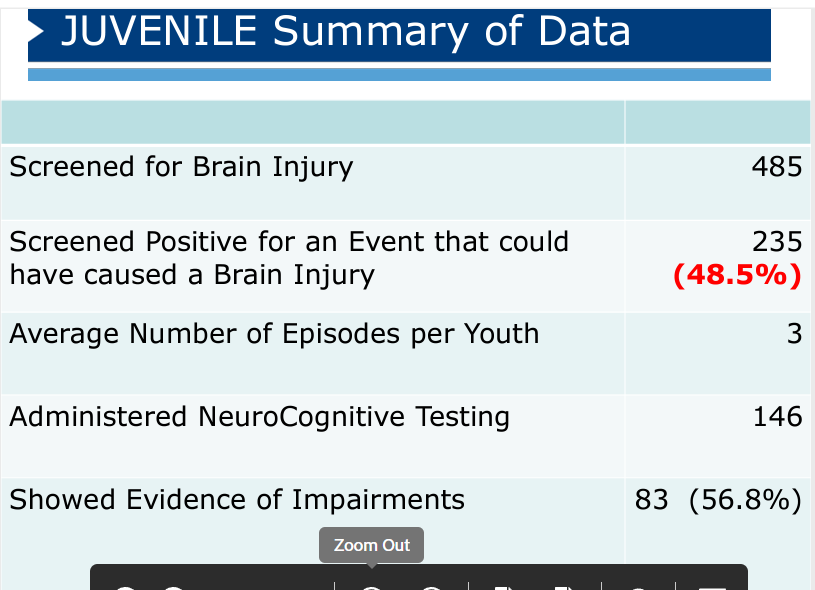 JUVENILE Summary of Data
Screened for Brain Injury 485
Screened Positive for an Event that could 235
have caused a Brain Injury (48.5%)
Average Number of Episodes per Youth 3
Administered NeuroCognitive Testing 146
Showed Evidence of Impairments 83 (56.8%)
Zoom Out